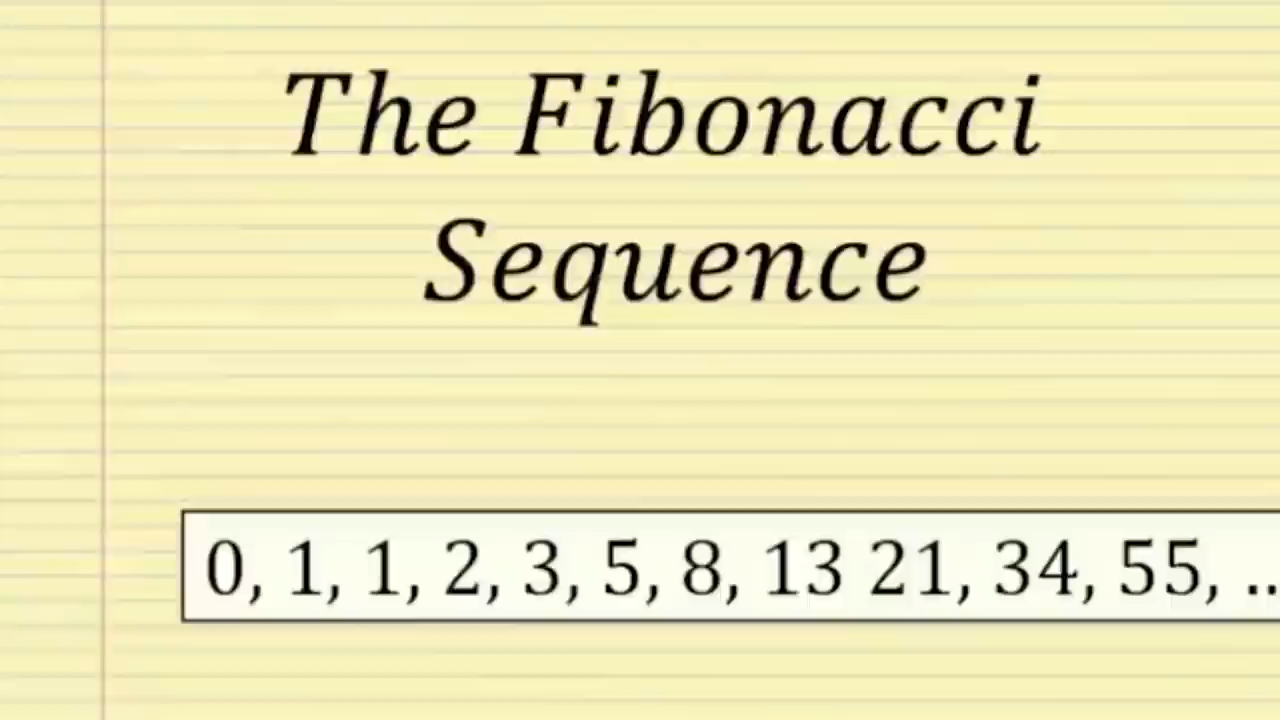 The Fibonacci
Sequence
0, 1, 1, 2, 3, 5, 8, 13 21, 34, 55, ..